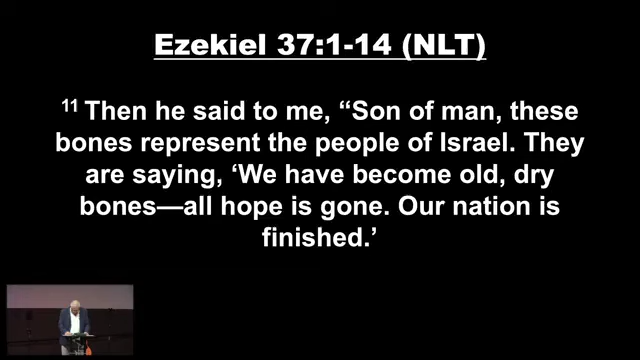 Ezekiel 37:1-14 (NLT)
11 Then he said to me, “Son of man, these
bones represent the people of Israel. They
are saying, ‘We have become old, dry
bones—all hope is gone. Our nation is
finished.’